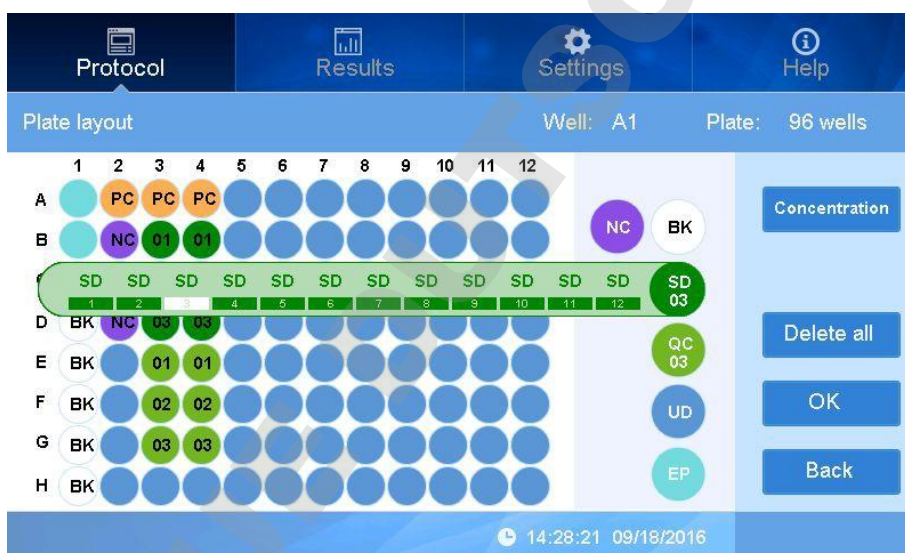 Protocol Results Settings Help
Plate layout Well: A1 Plate: 96 wells
1 2 3 4 5 6 7 8 9 10 11 12
A PC PC PC
Concentration
B NC 01 01 NC BK
SD SD SD SD SD SD SD SD SD SD SD SD SD 03
1 2 3 4 5 6 7 8 9 10 11 12
D BK NC 03 03
Delete all
E BK 01 01 QC 03
F BK 02 02 UD OK
G BK 03 03
H BK EP Back
14:28:21 09/18/2016